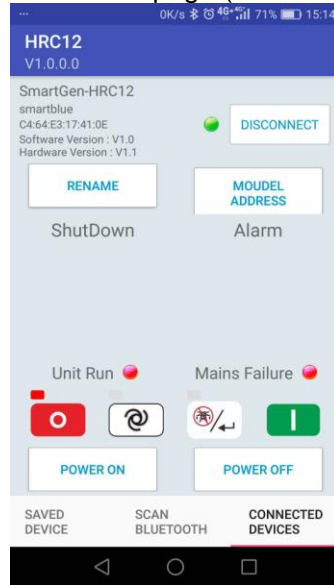 ... 0K/s 4G+ 4G 71% 15:14
HRC12
V1.0.0.0
SmartGen-HRC12
smartblue
C4:64:E3:17:41:0E
Software Version : V1.0
Hardware Version : V1.1
DISCONNECT
RENAME
MOUDEL
ADDRESS
ShutDown
Alarm
Unit Run
Mains Failure
POWER ON
POWER OFF
SAVED
DEVICE
SCAN
BLUETOOTH
CONNECTED
DEVICES